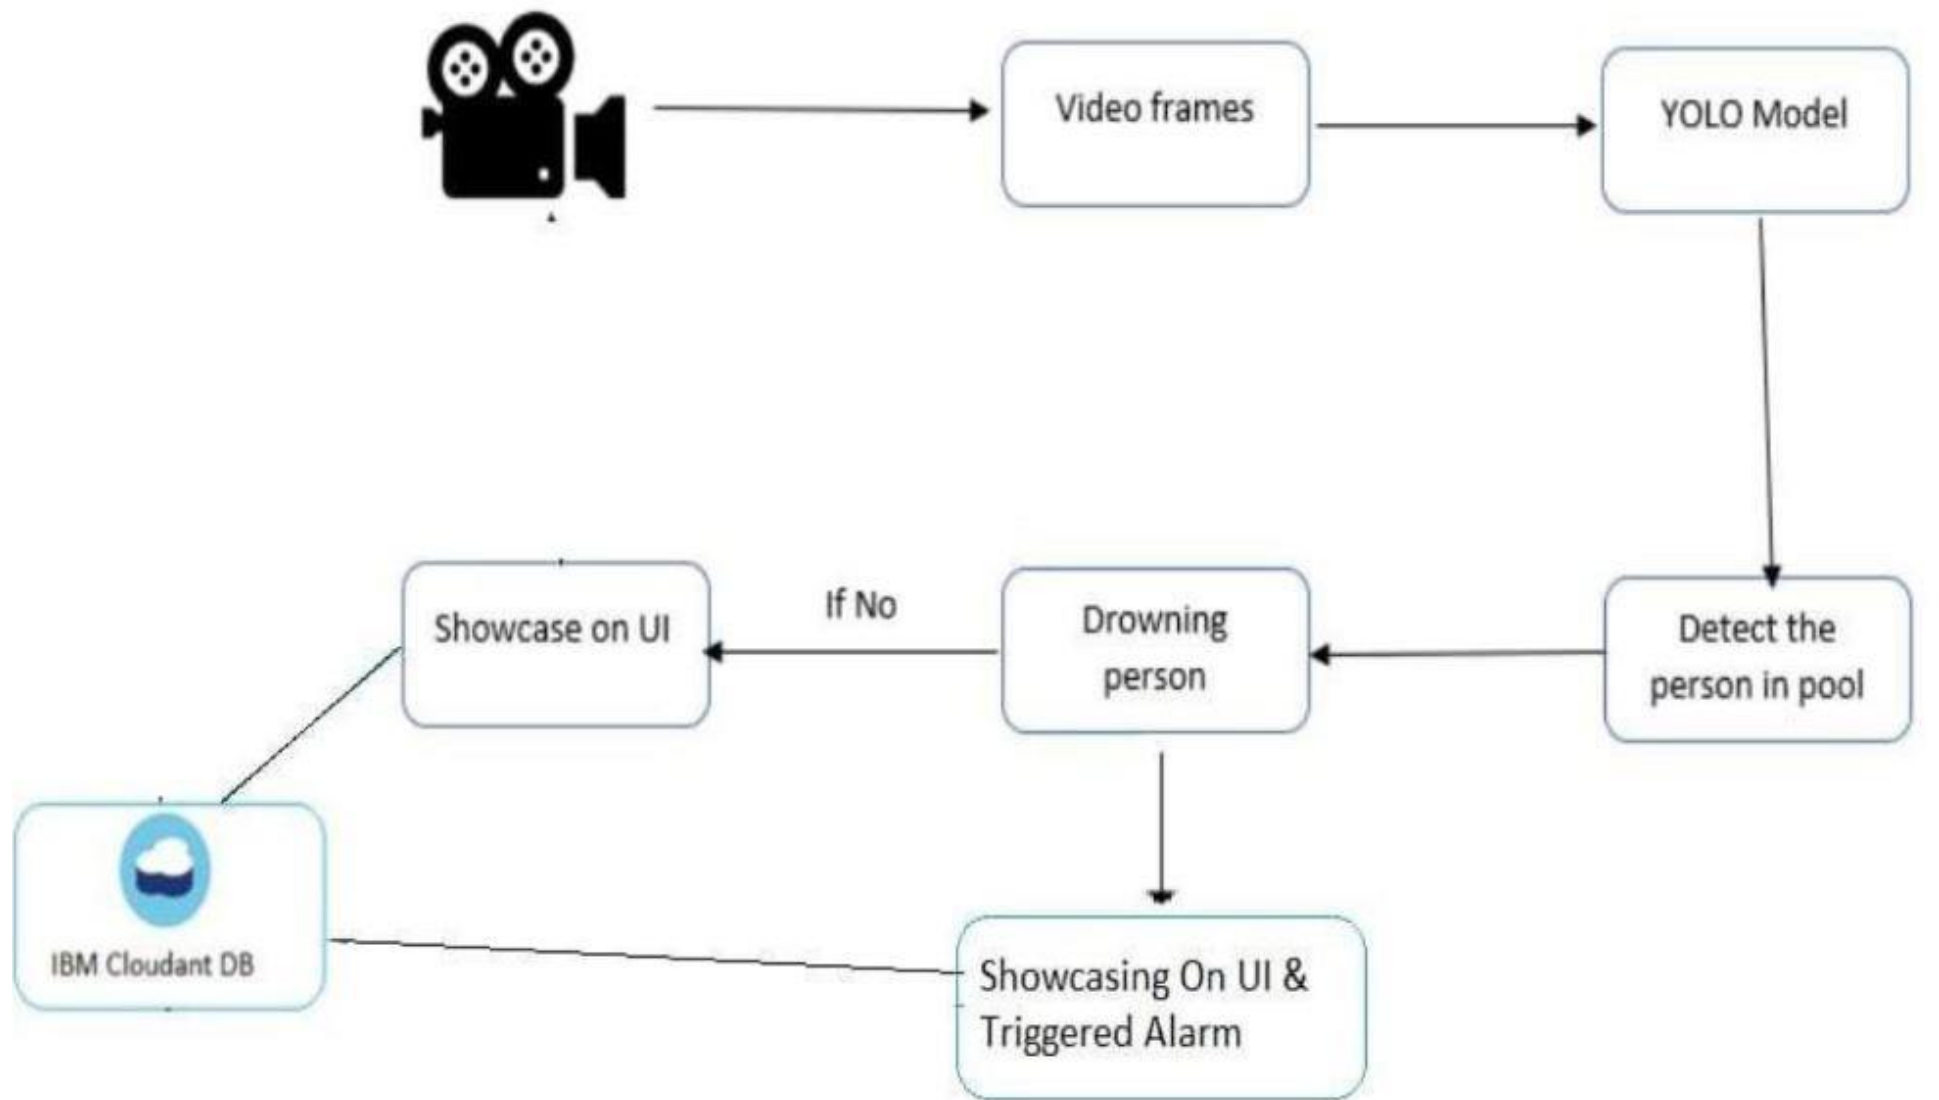 Video frames
YOLO Model
Showcase on UI
If No
Drowning
person
Detect the
person in pool
IBM Cloudant DB
Showcasing On UI &
Triggered Alarm